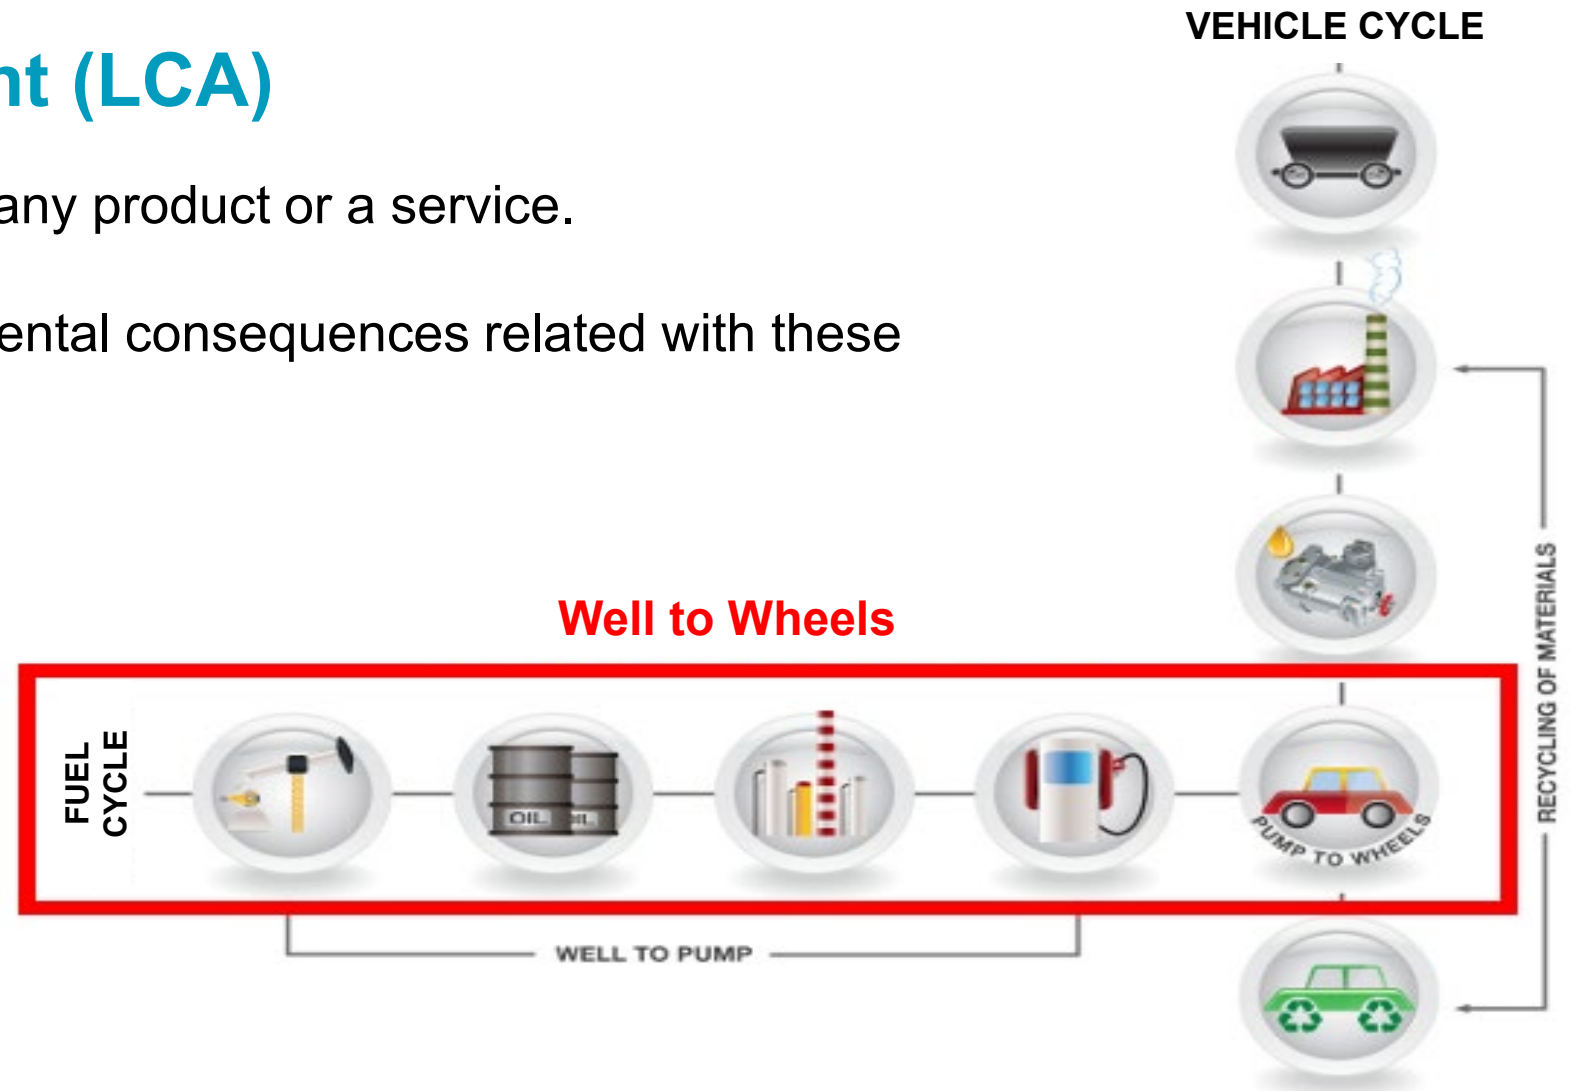 VEHICLE CYCLE
nt (LCA)
any product or a service.
ental consequences related with these
Well to Wheels
FUEL
CYCLE
OIL
OIL
PUMP TO WHEELS
WELL TO PUMP
RECYCLING OF MATERIALS